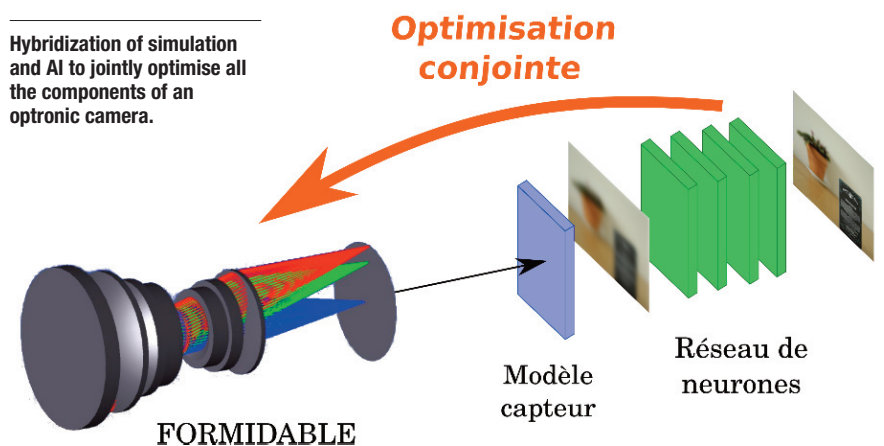 Hybridization of simulation
and AI to jointly optimise all
the components of an
optronic camera.
Optimisation
conjointe
FORMIDABLE
Modèle
capteur
Réseau de
neurones